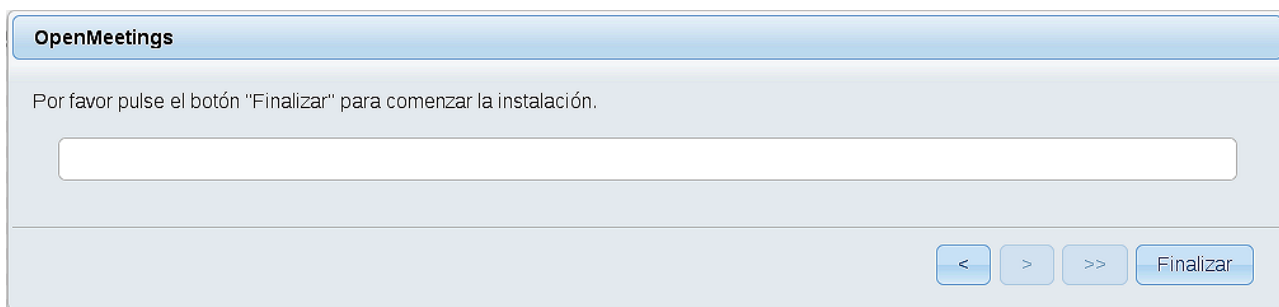 OpenMeetings
Por favor pulse el botón "Finalizar" para comenzar la instalación.
< > >> Finalizar